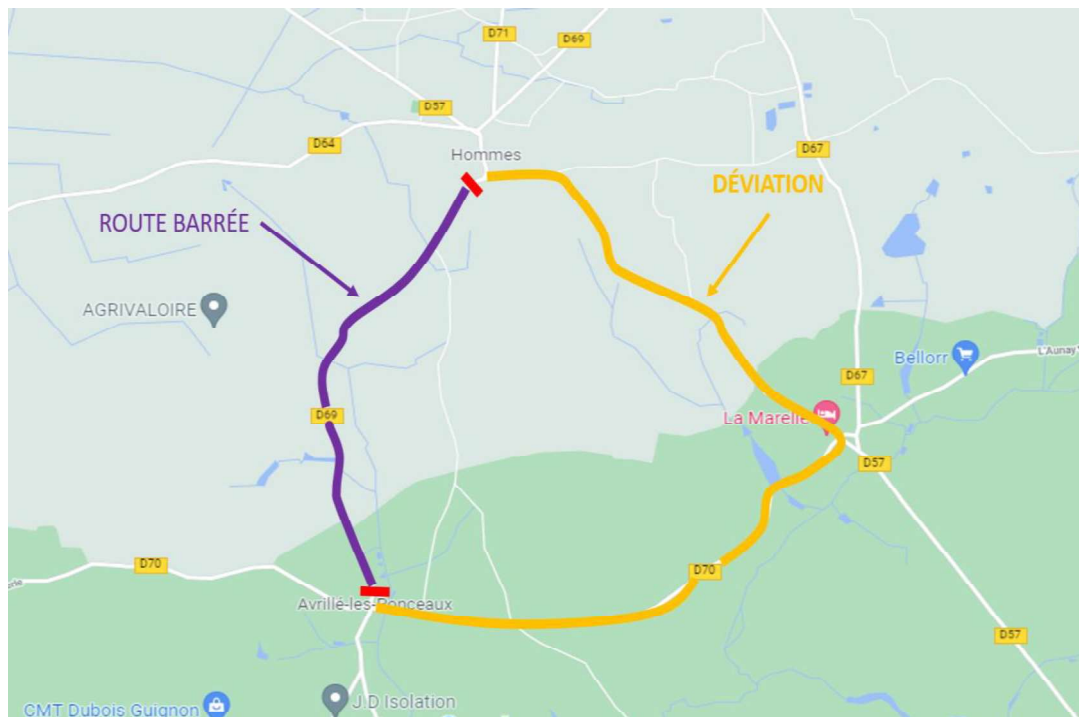 D71
D69
D57
D64
D67
Hommes
DÉVIATION
ROUTE BARRÉE
AGRIVALOIRE
Bellorr
L'Aunay
D67
La Marelle
D69
D57
D70
D70
Avrillé-les-Ponceaux
D57
J.D Isolation
CMT Dubois Guignon